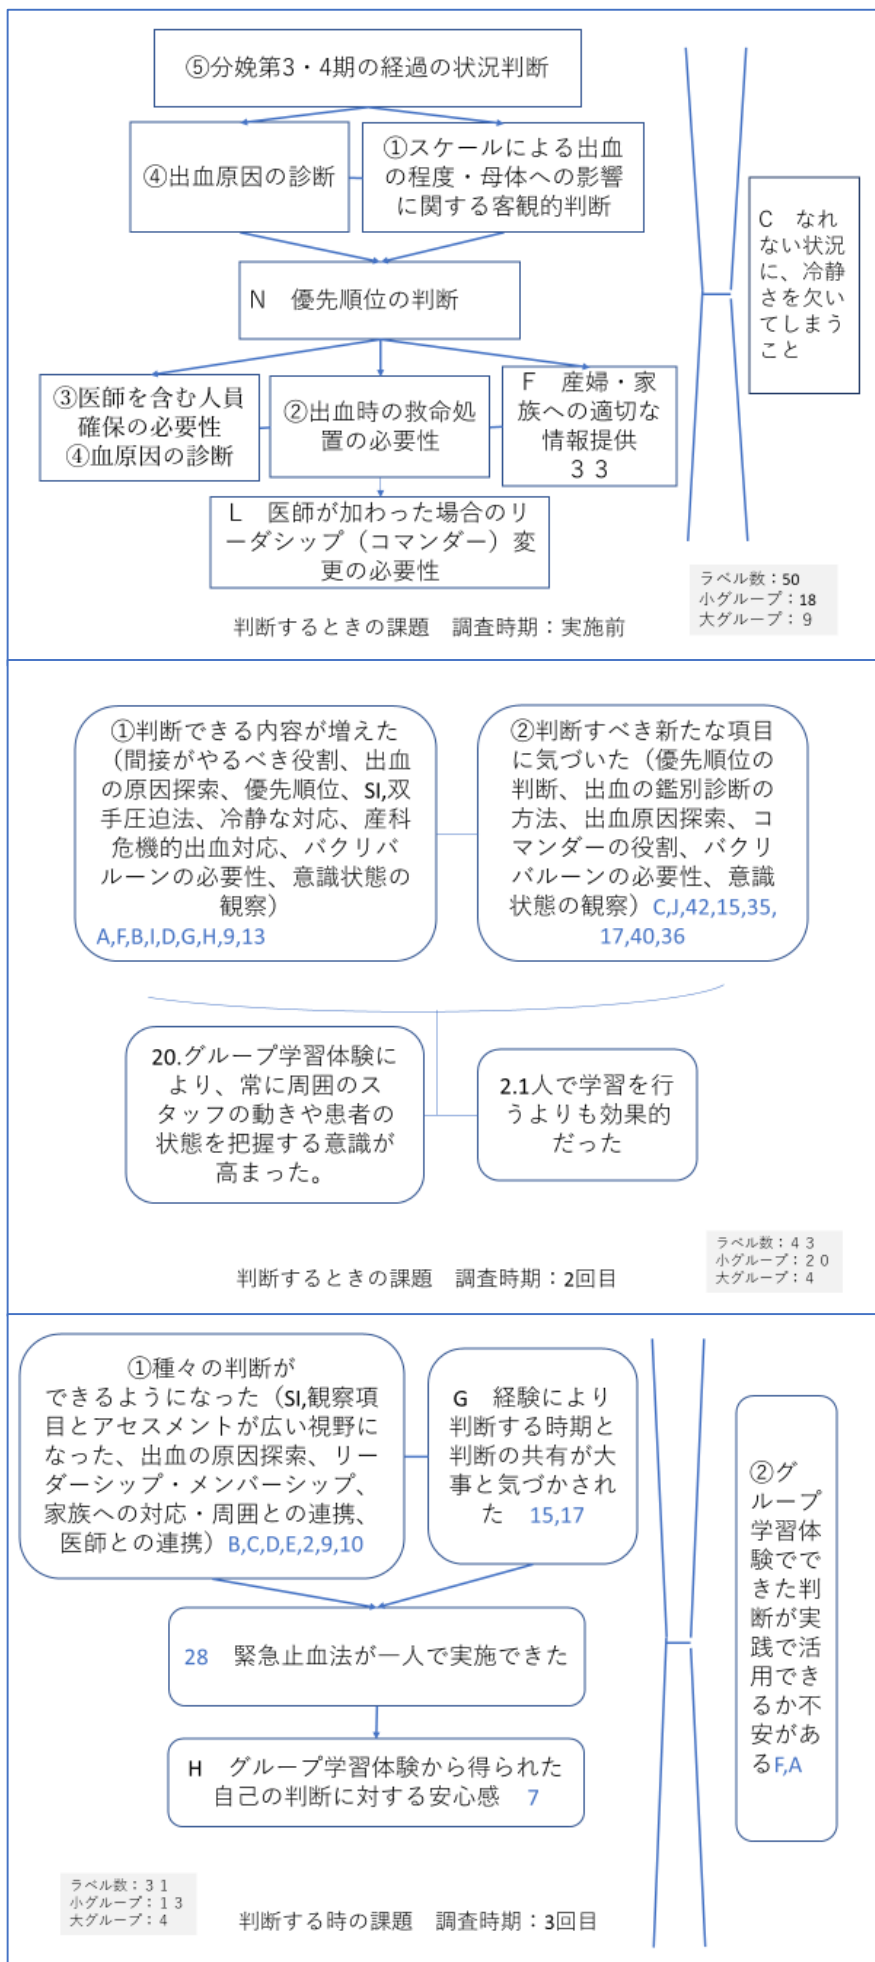 ⑤分娩第3・4期の経過の状況判断
④出血原因の診断
①スケールによる出血
の程度・母体への影響
に関する客観的判断
N　優先順位の判断
③医師を含む人員
確保の必要性
④血原因の診断
②出血時の救命処
置の必要性
F　産婦・家
族への適切な
情報提供
３３
L　医師が加わった場合のリ
ーダシップ（コマンダー）変
更の必要性
C　なれ
ない状況
に、冷静
さを欠い
てしまう
こと
ラベル数：50
小グループ：18
大グループ：９
判断するときの課題　調査時期：実施前
①判断できる内容が増えた
（間接がやるべき役割、出血
の原因探索、優先順位、SI,双
手圧迫法、冷静な対応、産科
危機的出血対応、バクリバ
ルーンの必要性、意識状態の
観察）
A,F,B,I,D,G,H,9,13
②判断すべき新たな項目
に気づいた（優先順位の
判断、出血の鑑別診断の
方法、出血原因探索、コ
マンダーの役割、バクリ
バルーンの必要性、意識
状態の観察）C,J,42,15,35,
17,40,36
20.グループ学習体験に
より、常に周囲のス
タッフの動きや患者の
状態を把握する意識が
高まった。
2.1人で学習を行
うよりも効果的
だった
ラベル数：４３
小グループ：２０
大グループ：４
判断するときの課題　調査時期：2回目
①種々の判断が
できるようになった（SI,観察項
目とアセスメントが広い視野に
なった、出血の原因探索、リー
ダーシップ・メンバーシップ、
家族への対応・周囲との連携、
医師との連携）B,C,D,E,2,9,10
G　経験により
判断する時期と
判断の共有が大
事と気づかされ
た　15,17
28　緊急止血法が一人で実施できた
H　グループ学習体験から得られた
自己の判断に対する安心感　7
②グ
ループ
学習体
験でで
きた判
断が実
践で活
用でき
るか不
安があ
るF,A
ラベル数：３１
小グループ：１３
大グループ：４
判断する時の課題　調査時期：3回目